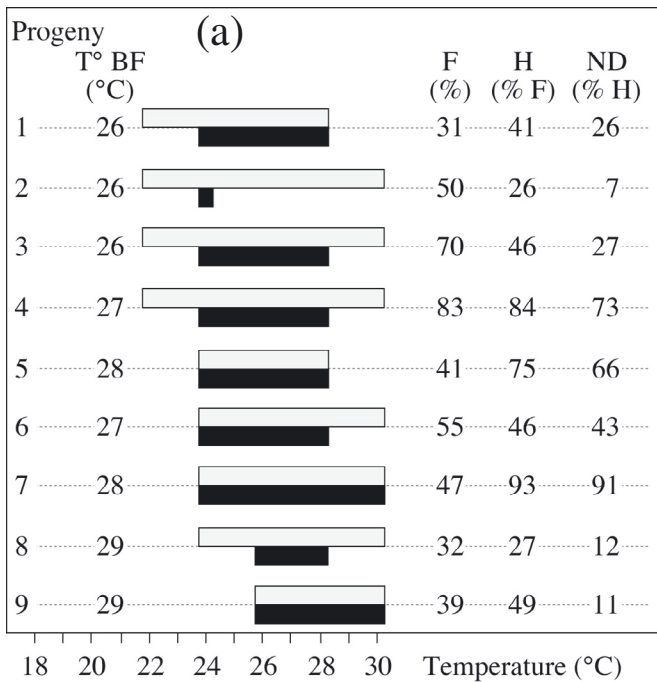 Progeny (a)
T° BF F H ND
(°C) (%) (% F) (% H)
1 26 31 41 26
2 26 50 26 7
3 26 70 46 27
4 27 83 84 73
5 28 41 75 66
6 27 55 46 43
7 28 47 93 91
8 29 32 27 12
9 29 39 49 11
18 20 22 24 26 28 30 Temperature (°C)